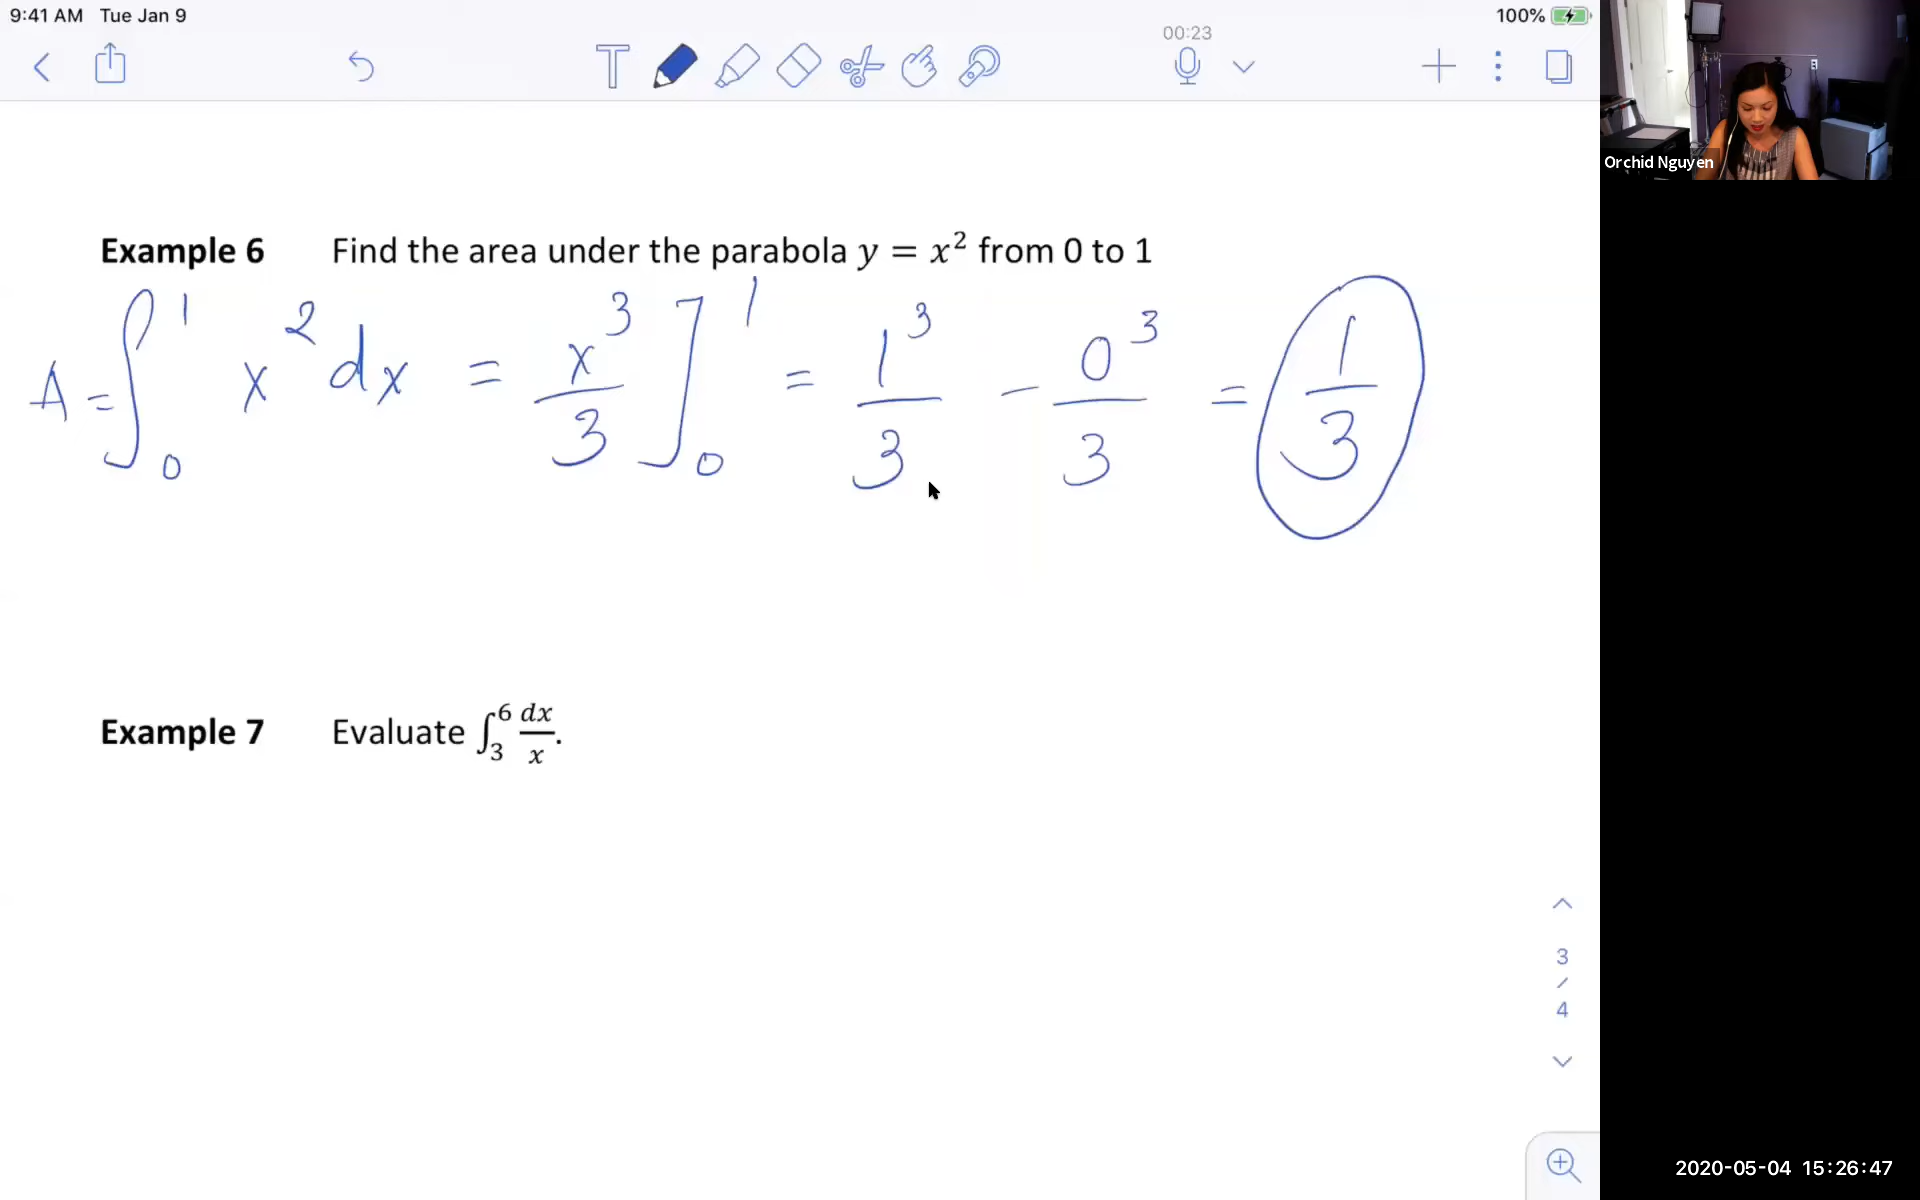 9:41 AM Tue Jan 9
100%
00:23
Orchid Nguyen
Example 6 Find the area under the parabola y = x² from 0 to 1
A = ∫₀¹ x² dx = x³/3 ]₀¹ = 1³/3 - 0³/3 = 1/3
Example 7 Evaluate ∫₃⁶ dx/x.
3
/
4
2020-05-04 15:26:47